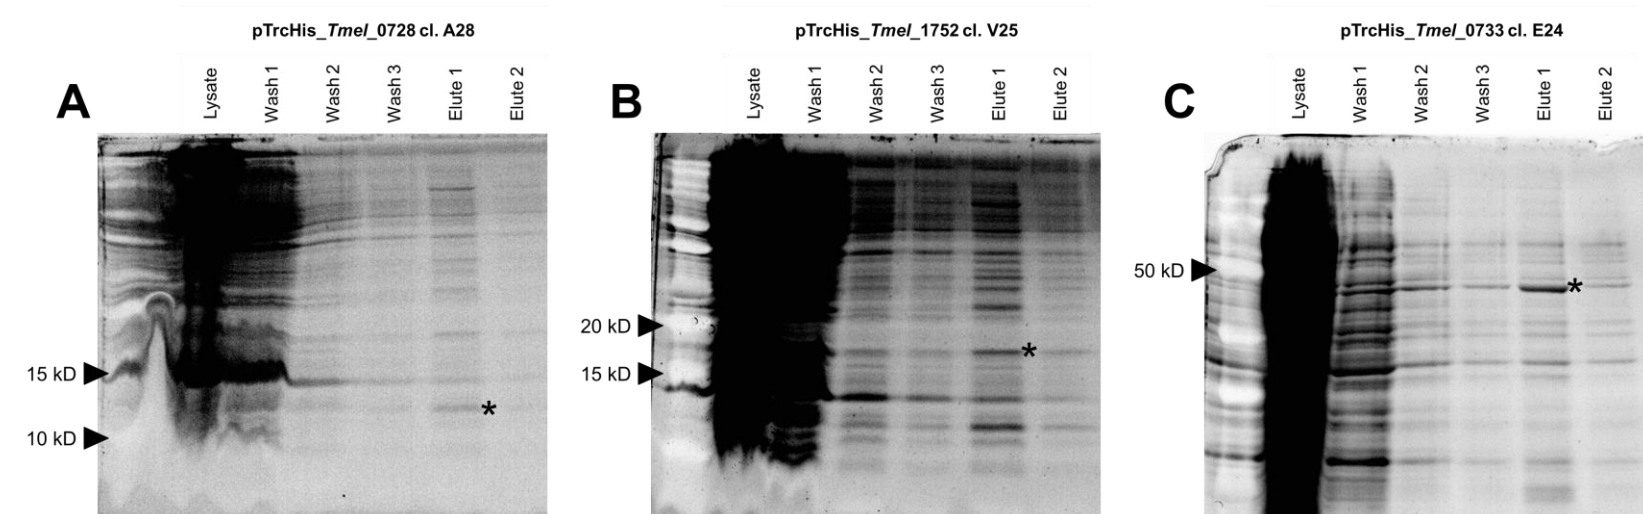 pTrcHis_Tmel_0728 cl. A28
A
Lysate
Wash 1
Wash 2
Wash 3
Elute 1
Elute 2
15 kD
10 kD
*
pTrcHis_Tmel_1752 cl. V25
B
Lysate
Wash 1
Wash 2
Wash 3
Elute 1
Elute 2
20 kD
15 kD
*
pTrcHis_Tmel_0733 cl. E24
C
Lysate
Wash 1
Wash 2
Wash 3
Elute 1
Elute 2
50 kD
*